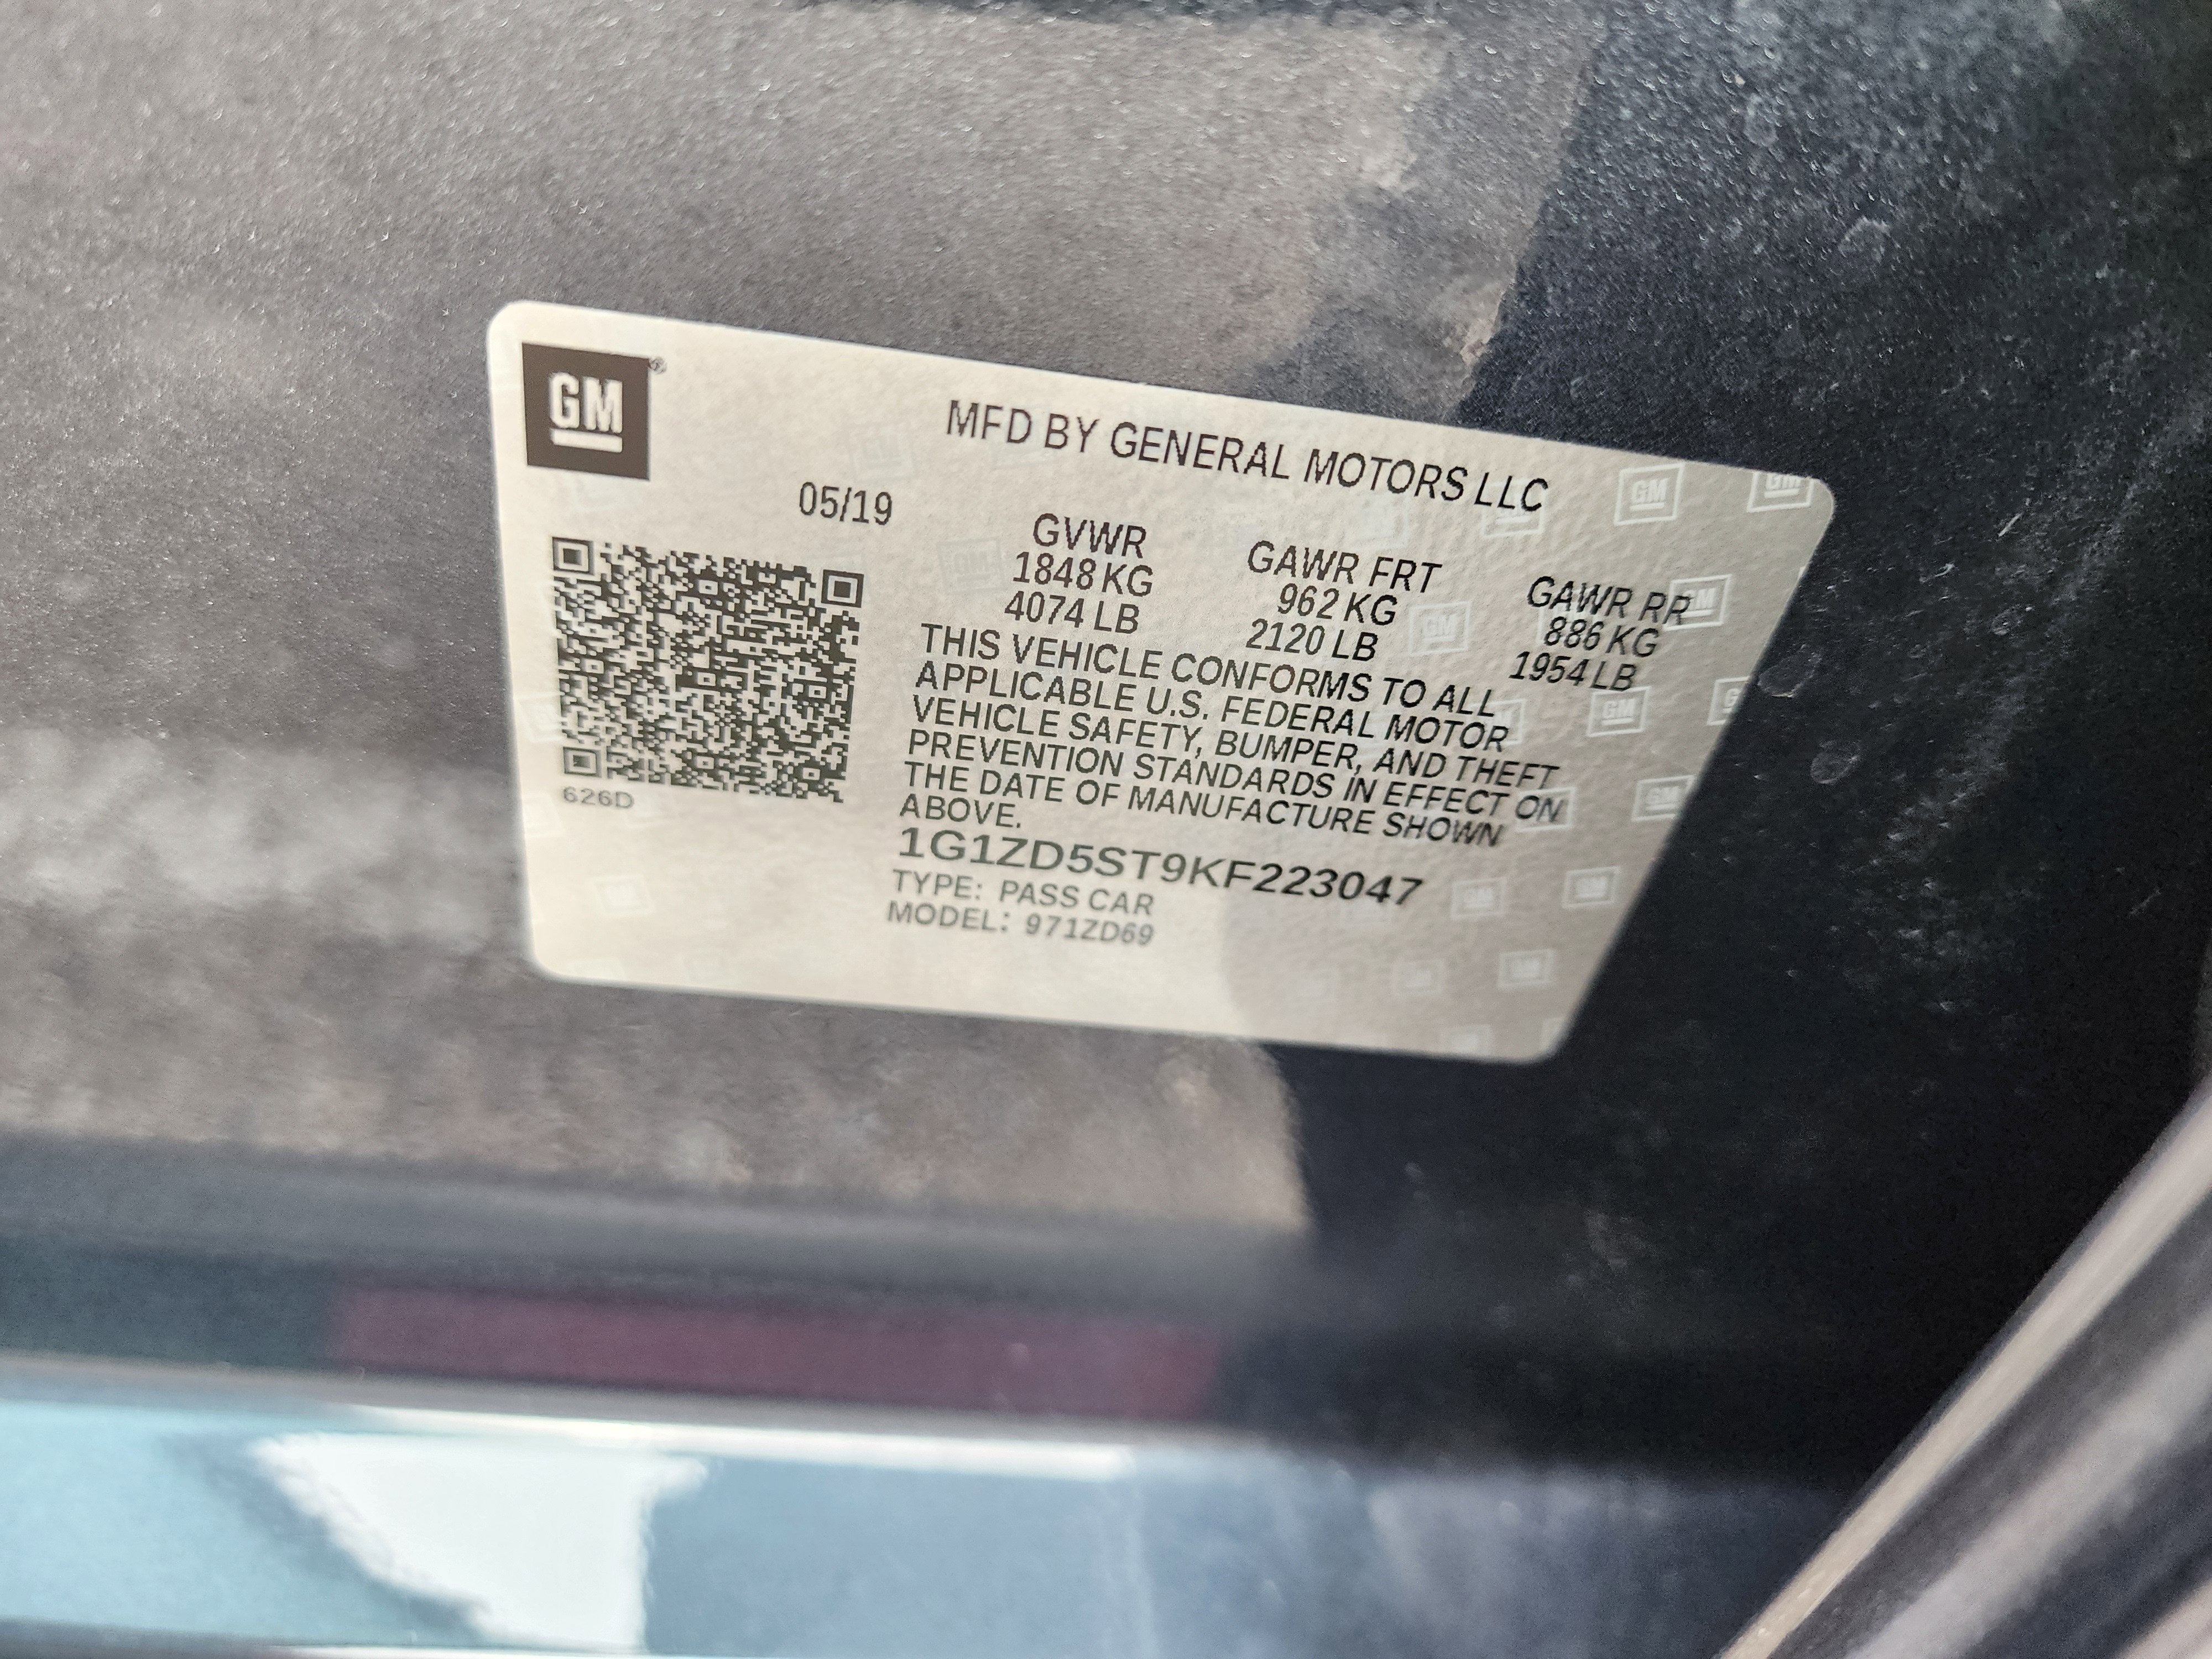 GM
MFD BY GENERAL MOTORS LLC
05/19
GVWR
1848 KG
4074 LB
GAWR FRT
962 KG
2120 LB
GAWR RR
886 KG
1954 LB
THIS VEHICLE CONFORMS TO ALL
APPLICABLE U.S. FEDERAL MOTOR
VEHICLE SAFETY, BUMPER, AND THEFT
PREVENTION STANDARDS IN EFFECT ON
THE DATE OF MANUFACTURE SHOWN
ABOVE.
1G1ZD5ST9KF223047
TYPE: PASS CAR
MODEL: 971ZD69
626D